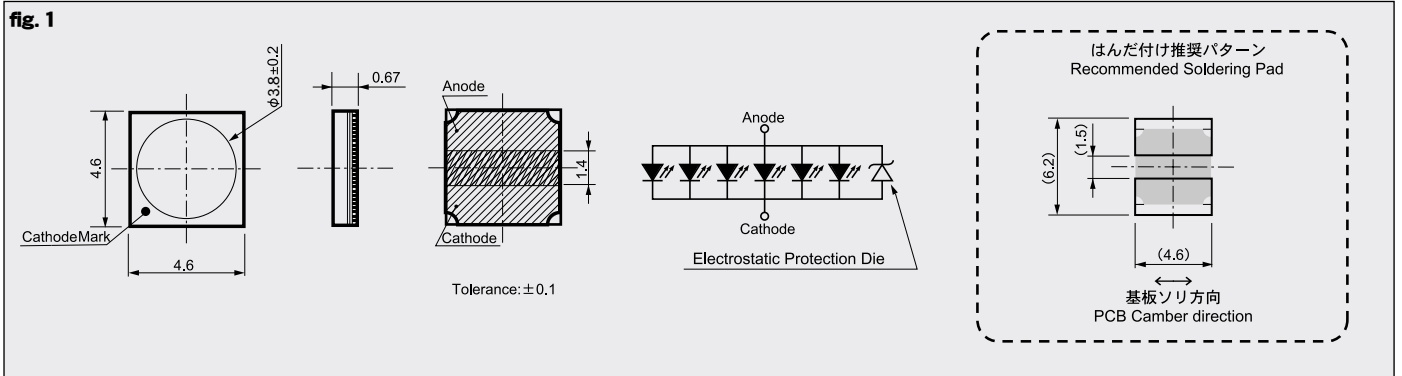 fig. 1
φ3.8±0.2
4.6
CathodeMark
4.6
0.67
Anode
1.4
Cathode
Tolerance:±0.1
Anode
Cathode
Electrostatic Protection Die
はんだ付け推奨パターン
Recommended Soldering Pad
(6.2)
(1.5)
(4.6)
基板ソリ方向
PCB Camber direction